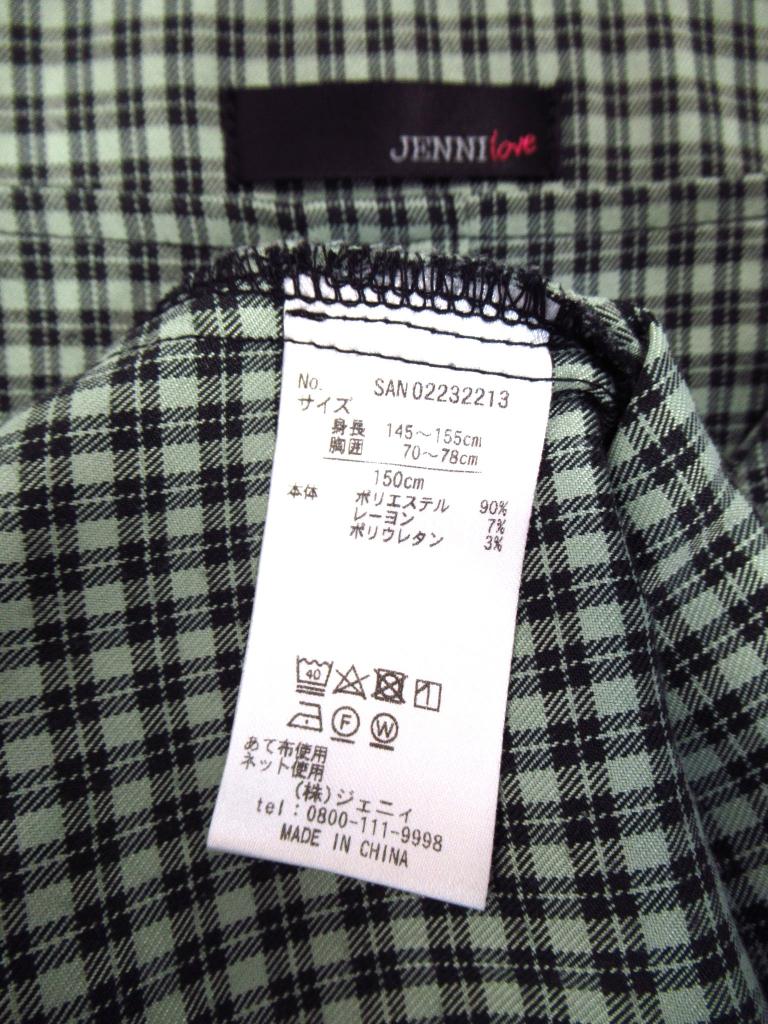 JENNI love
No. SAN02232213
サイズ
身長 145～155cm
胸囲 70～78cm
150cm
本体 ポリエステル 90%
レーヨン 7%
ポリウレタン 3%
40
F W
あて布使用
ネット使用
(株)ジェニィ
tel：0800-111-9998
MADE IN CHINA